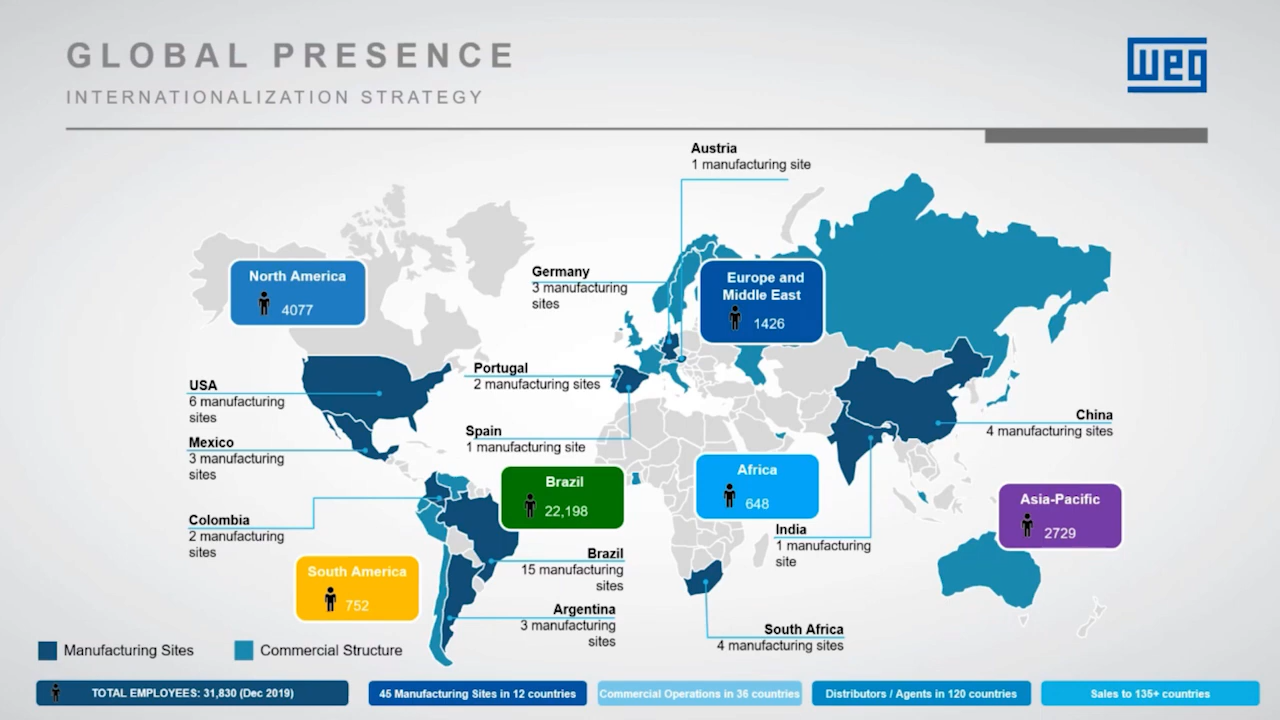 GLOBAL PRESENCE
INTERNATIONALIZATION STRATEGY
weg
Austria
1 manufacturing site
Germany
3 manufacturing
sites
North America
4077
Europe and
Middle East
1426
Portugal
2 manufacturing sites
USA
6 manufacturing
sites
Spain
1 manufacturing site
China
4 manufacturing sites
Mexico
3 manufacturing
sites
Brazil
22,198
Africa
648
Asia-Pacific
2729
Colombia
2 manufacturing
sites
India
1 manufacturing
site
Brazil
15 manufacturing
sites
South America
752
Argentina
3 manufacturing
sites
South Africa
4 manufacturing sites
Manufacturing Sites
Commercial Structure
TOTAL EMPLOYEES: 31,830 (Dec 2019)
45 Manufacturing Sites in 12 countries
Commercial Operations in 36 countries
Distributors / Agents in 120 countries
Sales to 135+ countries